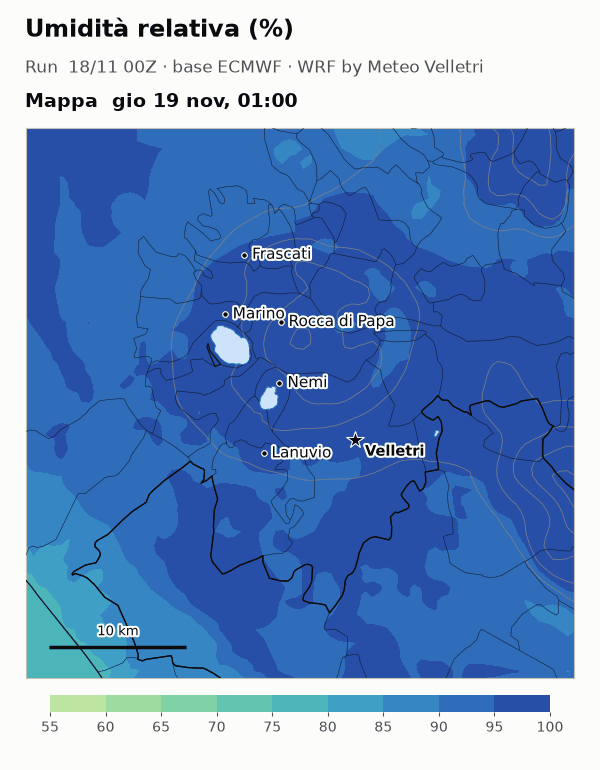 Umidità relativa (%)
Run  18/11 00Z · base ECMWF · WRF by Meteo Velletri
Mappa  gio 19 nov, 01:00
Frascati
Marino
Rocca di Papa
Nemi
Velletri
Lanuvio
10 km
55 60 65 70 75 80 85 90 95 100